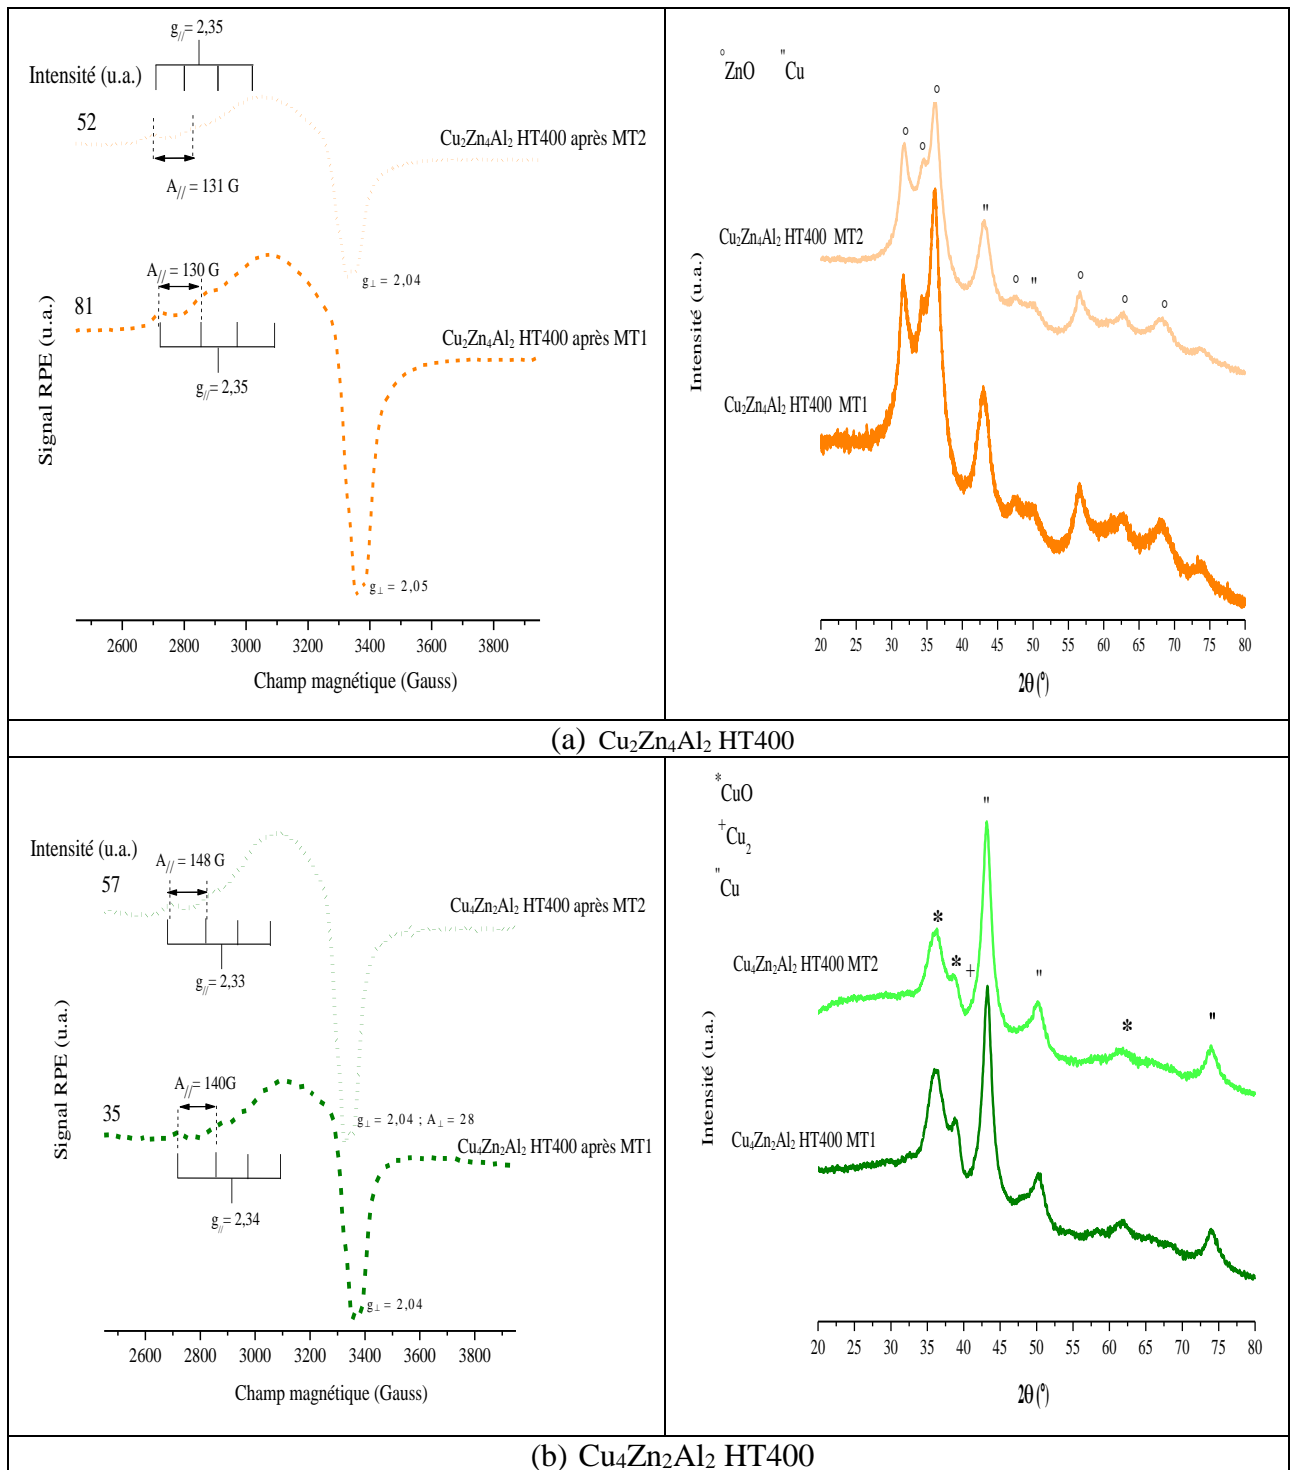 g// = 2,35
Intensité (u.a.)
52
Cu2Zn4Al2 HT400 après MT2
A// = 131 G
g⊥ = 2,04
A// = 130 G
81
Cu2Zn4Al2 HT400 après MT1
g//= 2,35
g⊥ = 2,05
Signal RPE (u.a.)
2600 2800 3000 3200 3400 3600 3800
Champ magnétique (Gauss)
°ZnO "Cu
° ° ° " ° " ° ° °
Cu2Zn4Al2 HT400 MT2
Cu2Zn4Al2 HT400 MT1
Intensité (u.a.)
20 25 30 35 40 45 50 55 60 65 70 75 80
2θ (°)
(a) Cu2Zn4Al2 HT400
Intensité (u.a.)
A// = 148 G
57
Cu4Zn2Al2 HT400 après MT2
g//= 2,33
g⊥ = 2,04 ; A⊥ = 28
A// = 140G
35
Cu4Zn2Al2 HT400 après MT1
g//= 2,34
g⊥ = 2,04
Signal RPE (u.a.)
2600 2800 3000 3200 3400 3600 3800
Champ magnétique (Gauss)
*CuO
+Cu2
"Cu
* * + " " * "
Cu4Zn2Al2 HT400 MT2
Cu4Zn2Al2 HT400 MT1
Intensité (u.a.)
20 25 30 35 40 45 50 55 60 65 70 75 80
2θ (°)
(b) Cu4Zn2Al2 HT400